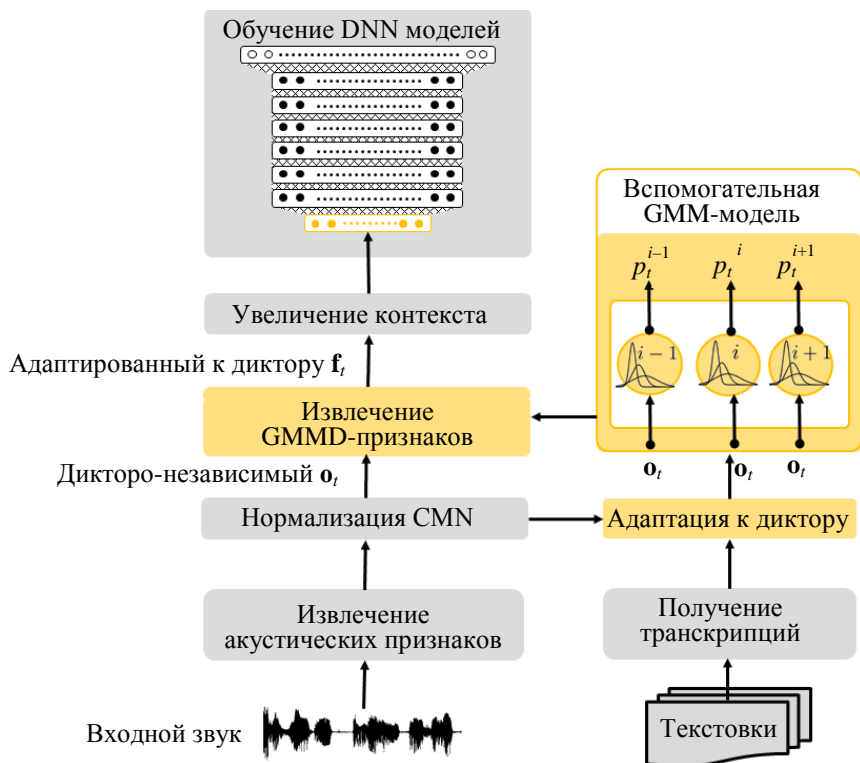 Обучение DNN моделей
Вспомогательная
GMM-модель
p_t^{i–1} p_t^i p_t^{i+1}
Увеличение контекста
i − 1 i i + 1
Адаптированный к диктору f_t
Извлечение
GMMD-признаков
o_t o_t o_t
Дикторо-независимый o_t
Нормализация CMN
Адаптация к диктору
Извлечение
акустических признаков
Получение
транскрипций
Входной звук
Текстовки